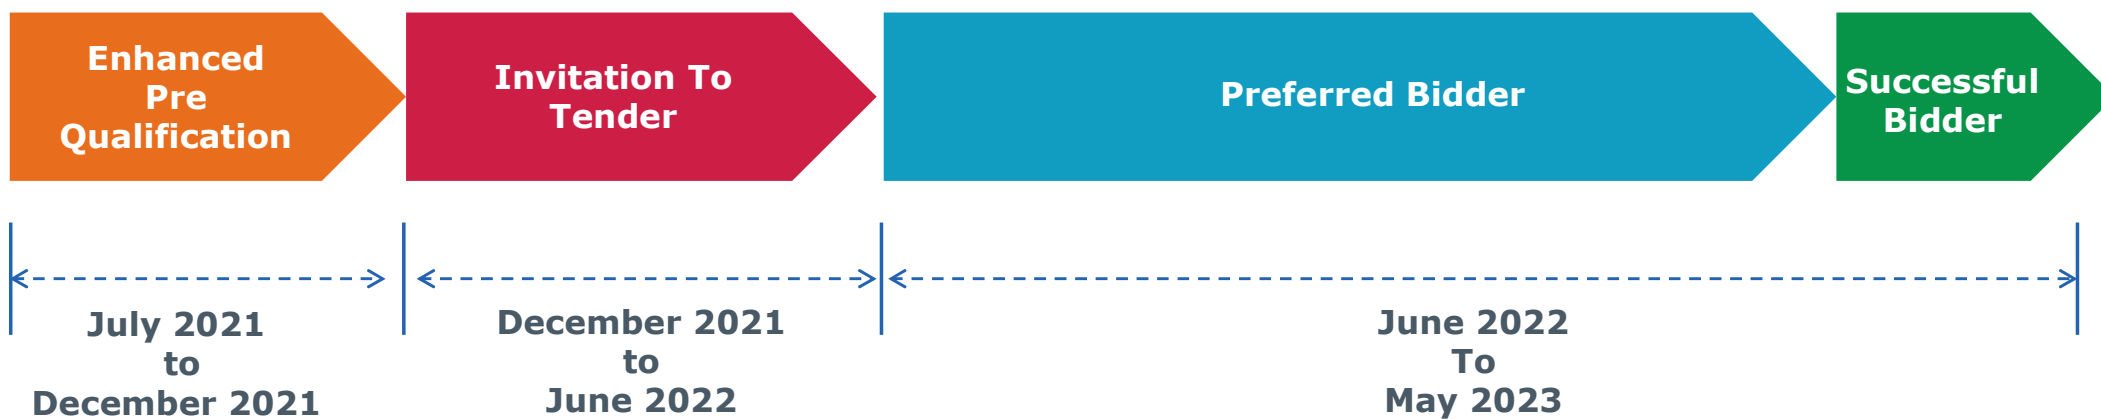 Enhanced
Pre
Qualification
Invitation To
Tender
Preferred Bidder
Successful
Bidder
July 2021
to
December 2021
December 2021
to
June 2022
June 2022
To
May 2023